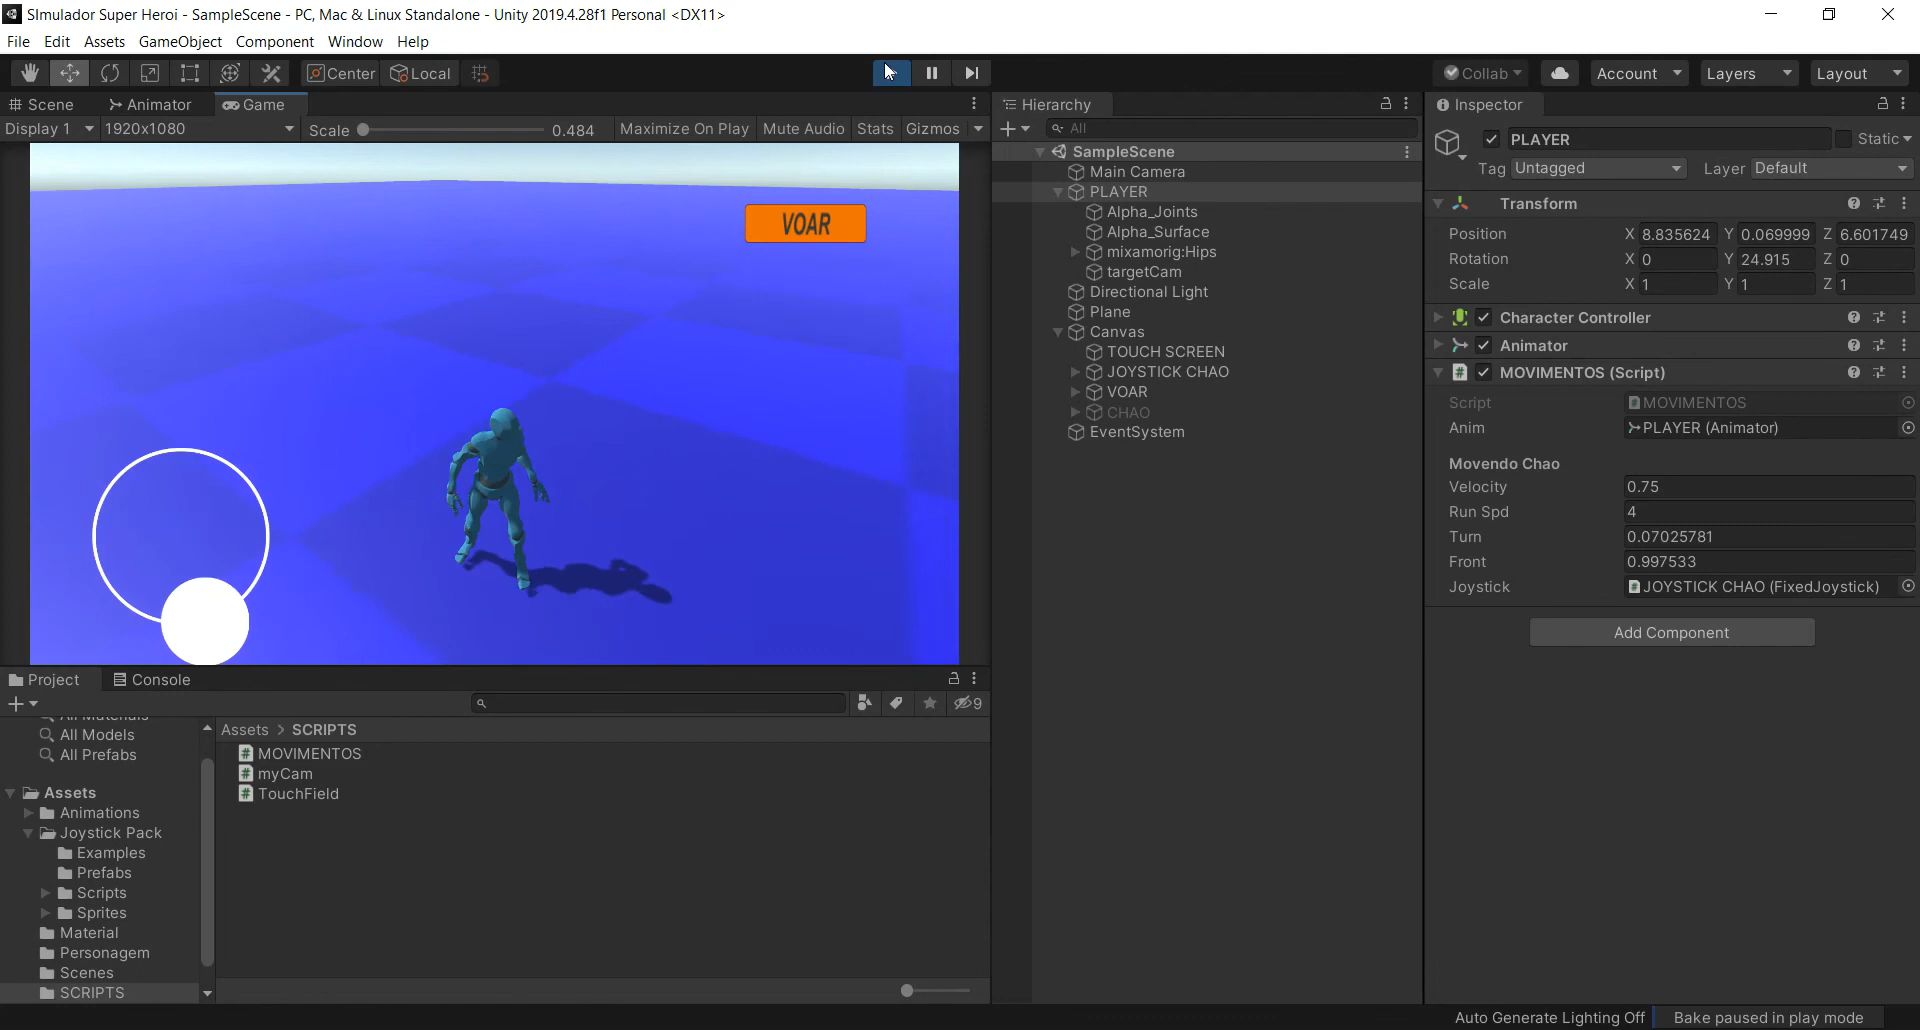 SImulador Super Heroi - SampleScene - PC, Mac & Linux Standalone - Unity 2019.4.28f1 Personal <DX11>
File Edit Assets GameObject Component Window Help
Center Local Collab Account Layers Layout
Scene Animator Game
Display 1 1920x1080 Scale 0.484 Maximize On Play Mute Audio Stats Gizmos
VOAR
Project Console
9
All Materials
All Models
All Prefabs
Assets
Animations
Joystick Pack
Examples
Prefabs
Scripts
Sprites
Material
Personagem
Scenes
SCRIPTS
Assets > SCRIPTS
MOVIMENTOS
myCam
TouchField
Hierarchy
All
SampleScene
Main Camera
PLAYER
Alpha_Joints
Alpha_Surface
mixamorig:Hips
targetCam
Directional Light
Plane
Canvas
TOUCH SCREEN
JOYSTICK CHAO
VOAR
CHAO
EventSystem
Inspector
PLAYER Static
Tag Untagged Layer Default
Transform
Position X 8.835624 Y 0.069999 Z 6.601749
Rotation X 0 Y 24.915 Z 0
Scale X 1 Y 1 Z 1
Character Controller
Animator
MOVIMENTOS (Script)
Script MOVIMENTOS
Anim PLAYER (Animator)
Movendo Chao
Velocity 0.75
Run Spd 4
Turn 0.07025781
Front 0.997533
Joystick JOYSTICK CHAO (FixedJoystick)
Add Component
Auto Generate Lighting Off Bake paused in play mode